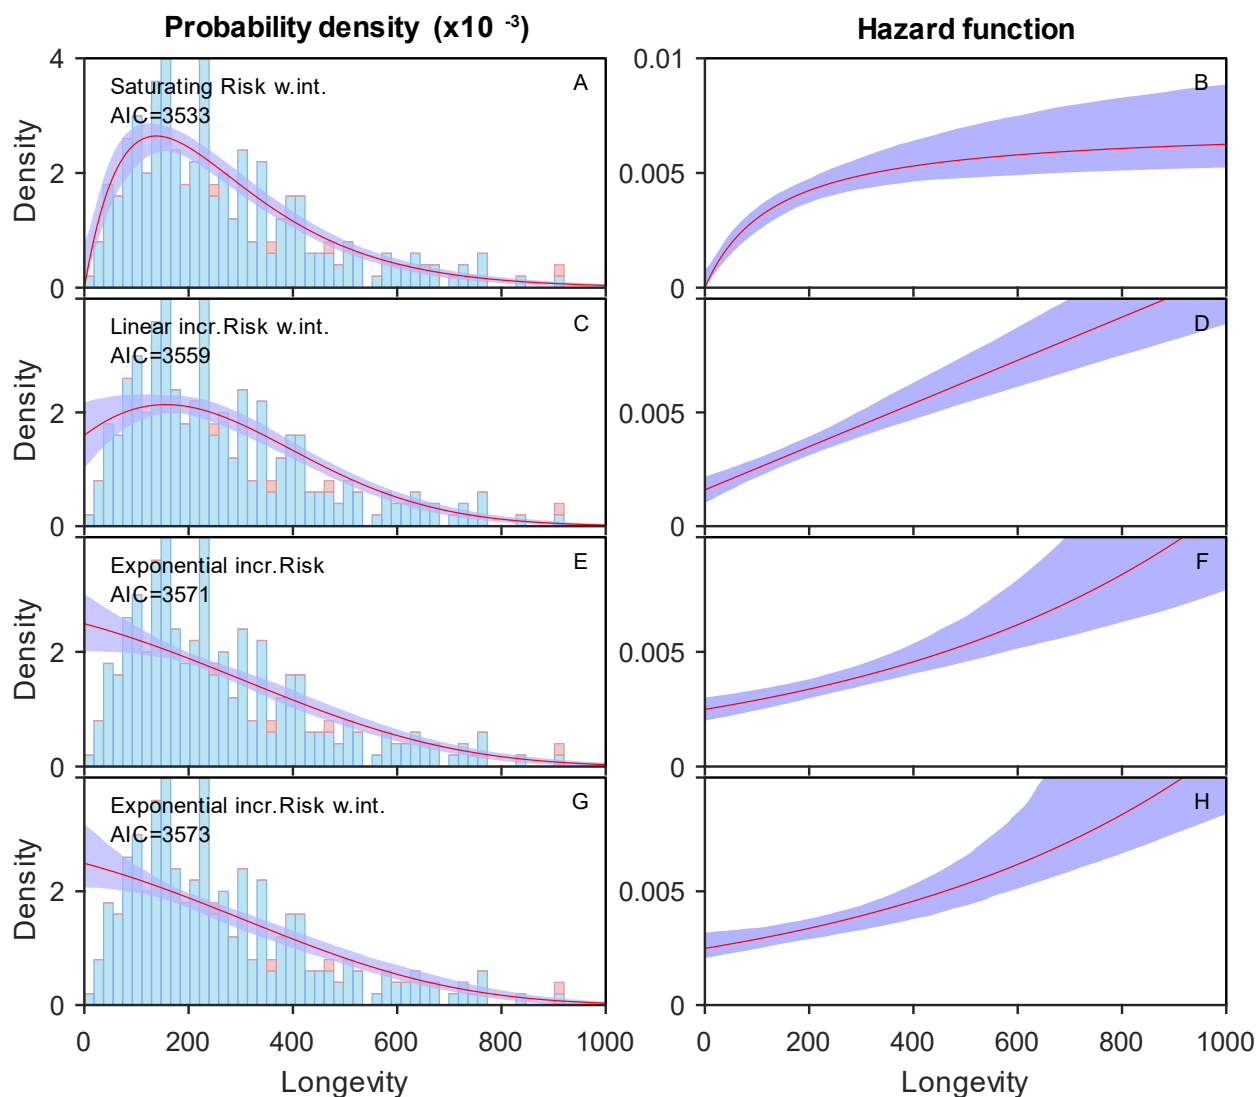 Probability density (x10 -3)
Hazard function
4
Saturating Risk w.int.
A
AIC=3533
2
Density
0
0.01
B
0.005
0
Linear incr.Risk w.int.
C
AIC=3559
2
Density
0
D
0.005
0
Exponential incr.Risk
E
AIC=3571
2
Density
0
F
0.005
0
Exponential incr.Risk w.int.
G
AIC=3573
2
Density
0
H
0.005
0
0 200 400 600 800 1000
Longevity
0 200 400 600 800 1000
Longevity